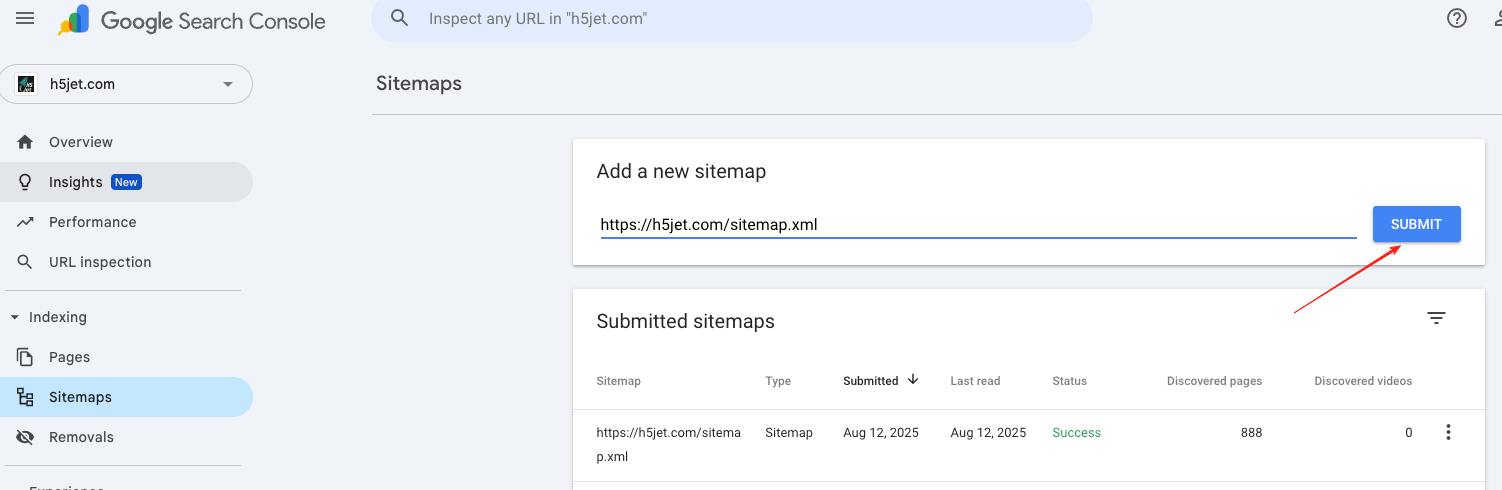 Google Search Console
Inspect any URL in "h5jet.com"
h5jet.com
Sitemaps
Overview
Insights New
Performance
URL inspection
Indexing
Pages
Sitemaps
Removals
Experience
Add a new sitemap
https://h5jet.com/sitemap.xml
SUBMIT
Submitted sitemaps
Sitemap Type Submitted Last read Status Discovered pages Discovered videos
https://h5jet.com/sitema Sitemap Aug 12, 2025 Aug 12, 2025 Success 888 0
p.xml